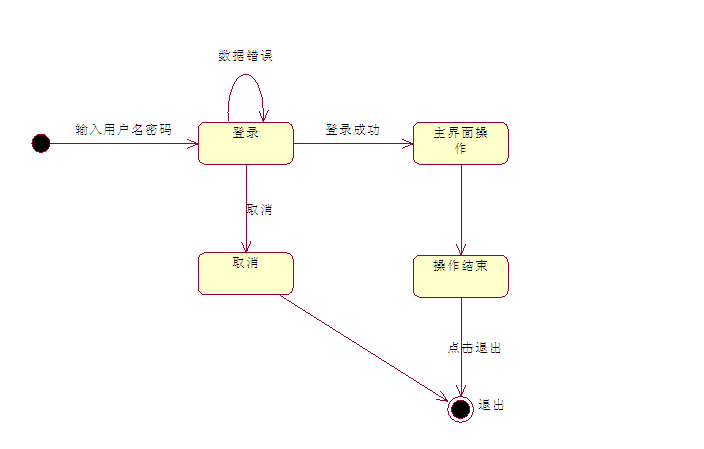 数据错误
输入用户名密码
登录
登录成功
主界面操
作
取消
取消
操作结束
点击退出
退出